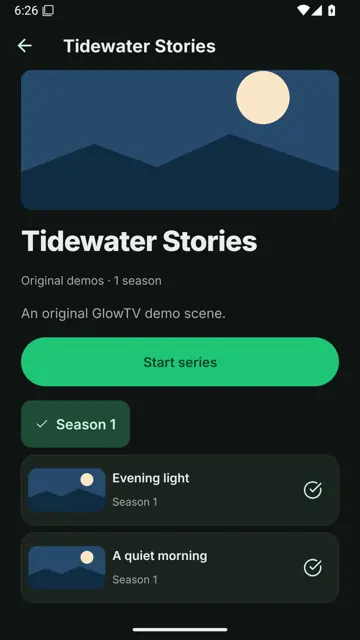 6:26
Tidewater Stories
Tidewater Stories
Original demos · 1 season
An original GlowTV demo scene.
Start series
Season 1
Evening light
Season 1
A quiet morning
Season 1